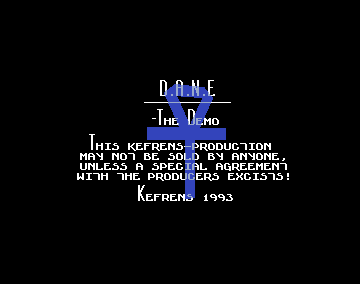 D.A.N.E
-The Demo
This kefrens-production
may not be sold by anyone,
unless a special agreement
with the producers excists!
Kefrens 1993